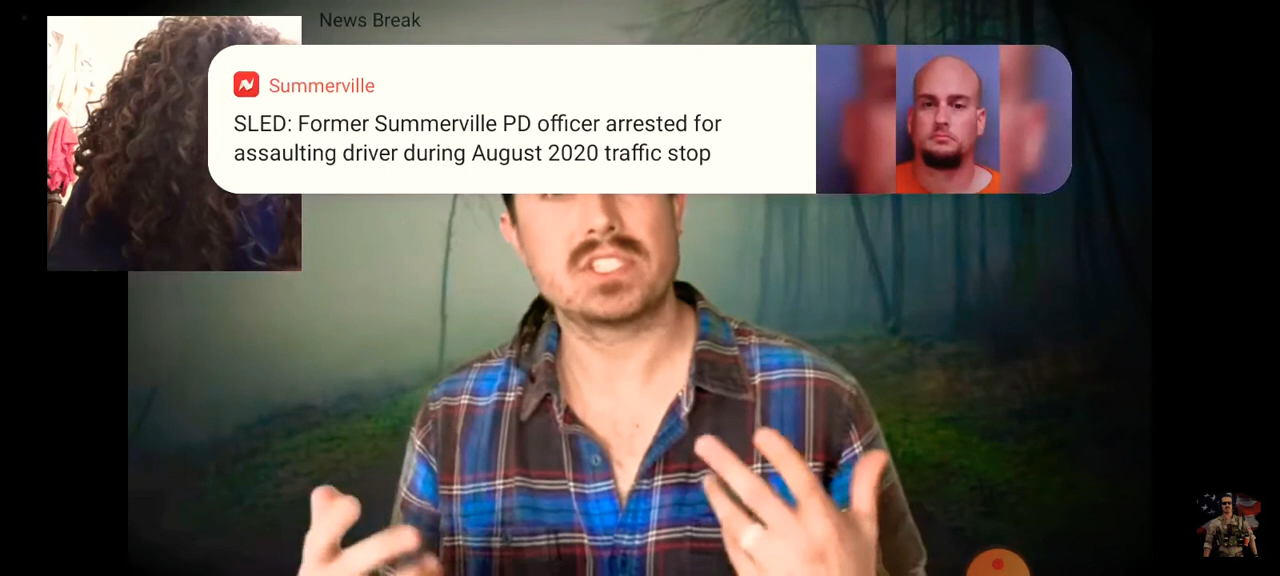 News Break
Summerville
SLED: Former Summerville PD officer arrested for
assaulting driver during August 2020 traffic stop